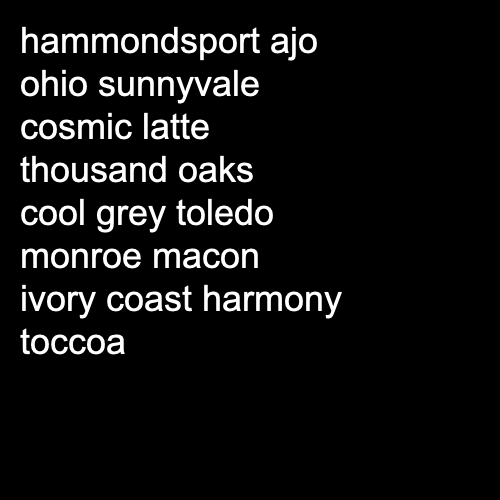 hammondsport ajo
ohio sunnyvale
cosmic latte
thousand oaks
cool grey toledo
monroe macon
ivory coast harmony
toccoa